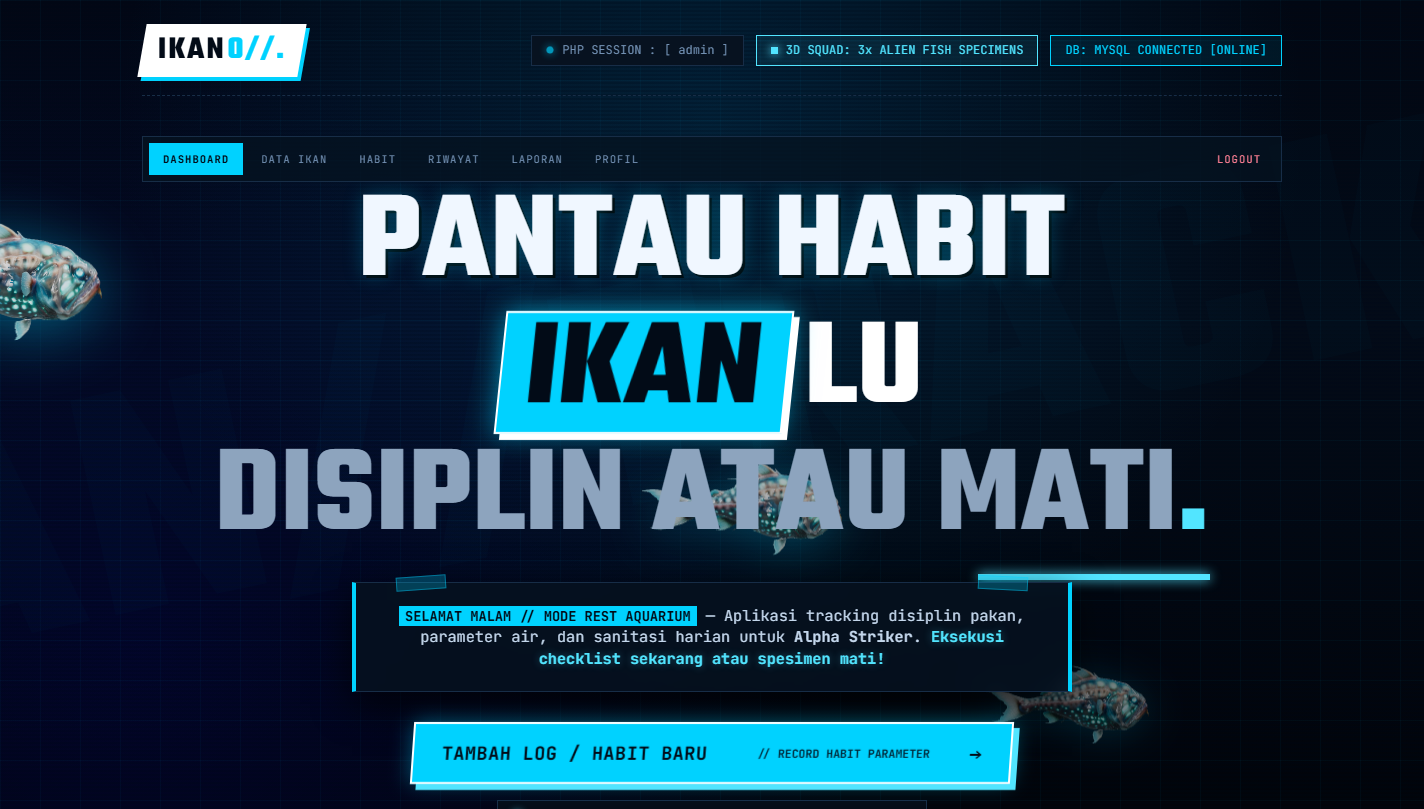 IKANO//.
PHP SESSION : [ admin ]
3D SQUAD: 3x ALIEN FISH SPECIMENS
DB: MYSQL CONNECTED [ONLINE]
DASHBOARD
DATA IKAN
HABIT
RIWAYAT
LAPORAN
PROFIL
LOGOUT
PANTAU HABIT
IKAN LU
DISIPLIN ATAU MATI.
SELAMAT MALAM // MODE REST AQUARIUM — Aplikasi tracking disiplin pakan,
parameter air, dan sanitasi harian untuk Alpha Striker. Eksekusi
checklist sekarang atau spesimen mati!
TAMBAH LOG / HABIT BARU
// RECORD HABIT PARAMETER →